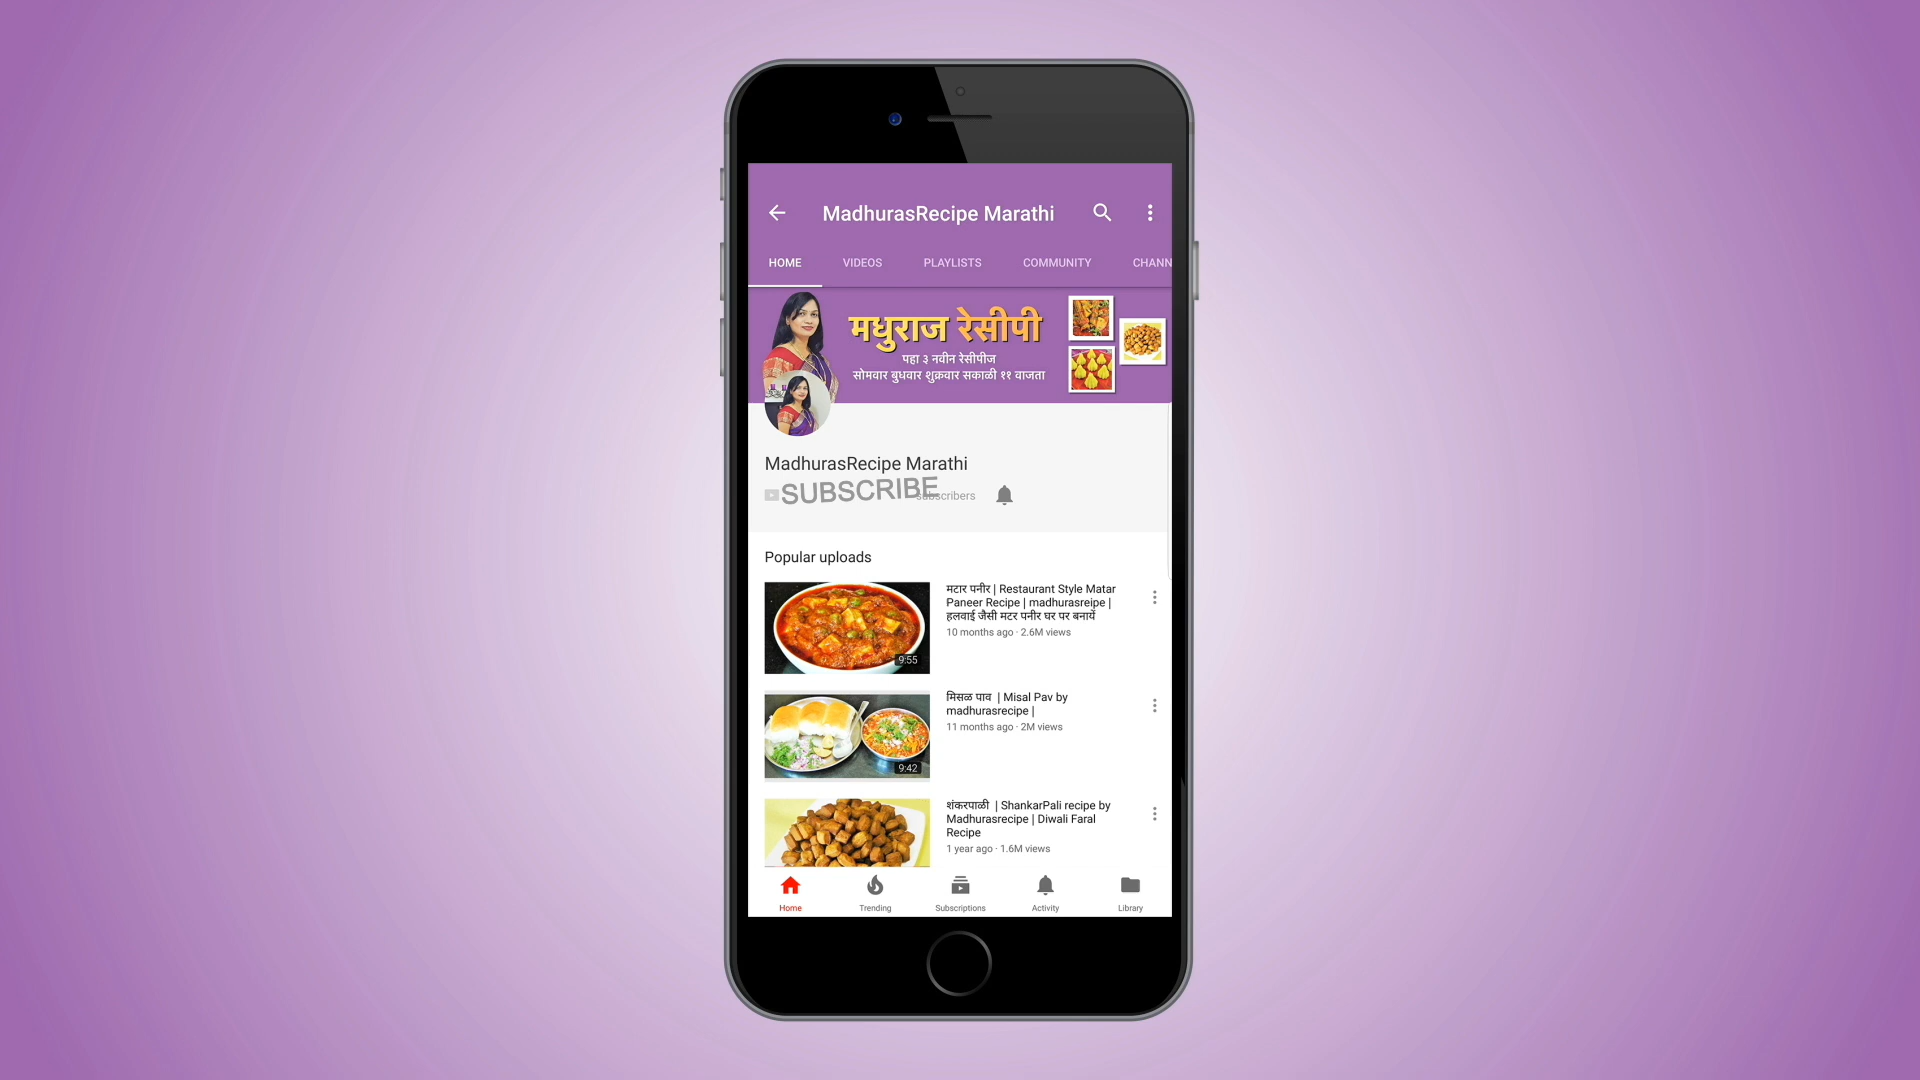 MadhurasRecipe Marathi
HOME VIDEOS PLAYLISTS COMMUNITY CHANN
मधुराज रेसीपी
पहा ३ नवीन रेसीपीज
सोमवार बुधवार शुक्रवार सकाळी ११ वाजता
MadhurasRecipe Marathi
SUBSCRIBE subscribers
Popular uploads
मटार पनीर | Restaurant Style Matar
Paneer Recipe | madhurasreipe |
हलवाई जैसी मटर पनीर घर पर बनायें
10 months ago · 2.6M views
9:55
मिसळ पाव | Misal Pav by
madhurasrecipe |
11 months ago · 2M views
9:42
शंकरपाळी | ShankarPali recipe by
Madhurasrecipe | Diwali Faral
Recipe
1 year ago · 1.6M views
Home Trending Subscriptions Activity Library